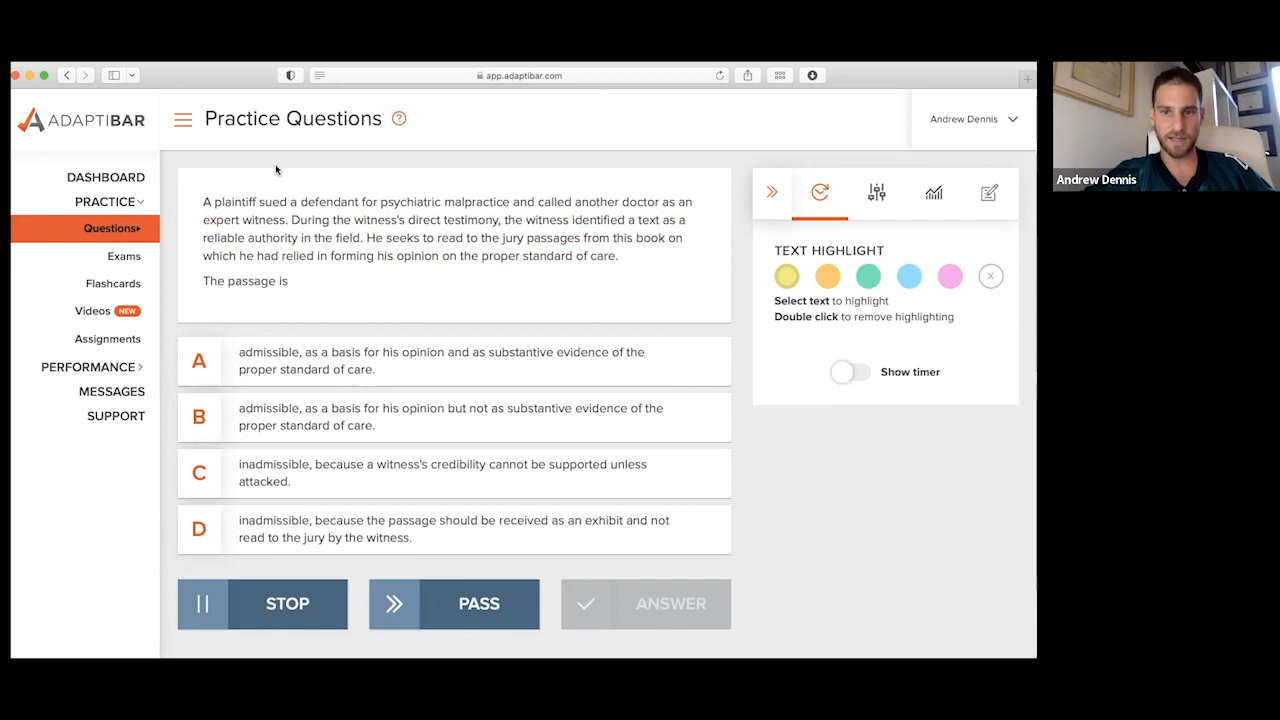 app.adaptibar.com
ADAPTIBAR
Practice Questions ?
Andrew Dennis
Andrew Dennis
DASHBOARD
PRACTICE
Questions
Exams
Flashcards
Videos NEW
Assignments
PERFORMANCE
MESSAGES
SUPPORT
A plaintiff sued a defendant for psychiatric malpractice and called another doctor as an
expert witness. During the witness's direct testimony, the witness identified a text as a
reliable authority in the field. He seeks to read to the jury passages from this book on
which he had relied in forming his opinion on the proper standard of care.
The passage is
A admissible, as a basis for his opinion and as substantive evidence of the
proper standard of care.
B admissible, as a basis for his opinion but not as substantive evidence of the
proper standard of care.
C inadmissible, because a witness's credibility cannot be supported unless
attacked.
D inadmissible, because the passage should be received as an exhibit and not
read to the jury by the witness.
STOP
PASS
ANSWER
TEXT HIGHLIGHT
Select text to highlight
Double click to remove highlighting
Show timer